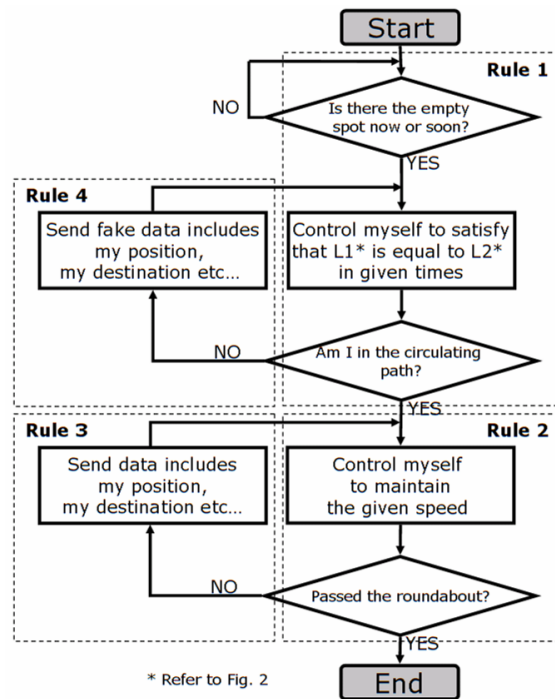 Start
Rule 1
Is there the empty
spot now or soon?
NO
YES
Rule 4
Send fake data includes
my position,
my destination etc...
Control myself to satisfy
that L1* is equal to L2*
in given times
NO
Am I in the circulating
path?
YES
Rule 3
Rule 2
Send data includes
my position,
my destination etc...
Control myself
to maintain
the given speed
NO
Passed the roundabout?
YES
* Refer to Fig. 2
End